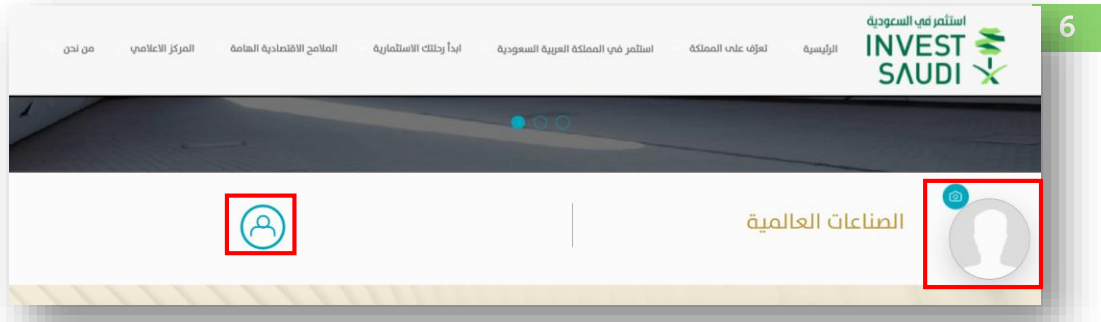 6
استثمر في السعودية
INVEST
SAUDI
الرئيسية تعرّف على المملكة استثمر في المملكة العربية السعودية ابدأ رحلتك الاستثمارية الملامح الاقتصادية الهامة المركز الاعلامي من نحن
الصناعات العالمية